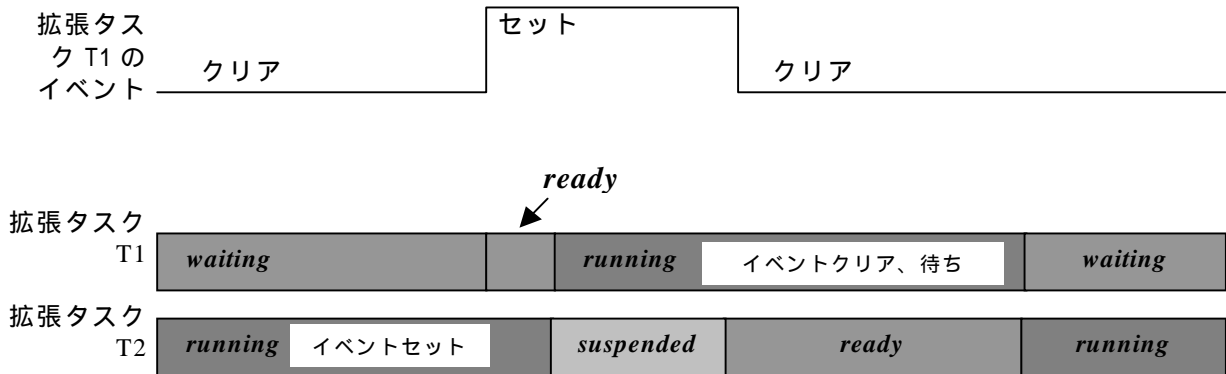 拡張タス
ク T1 の
イベント
クリア
セット
クリア
ready
拡張タスク
T1
waiting
running
イベントクリア、待ち
waiting
拡張タスク
T2
running
イベントセット
suspended
ready
running